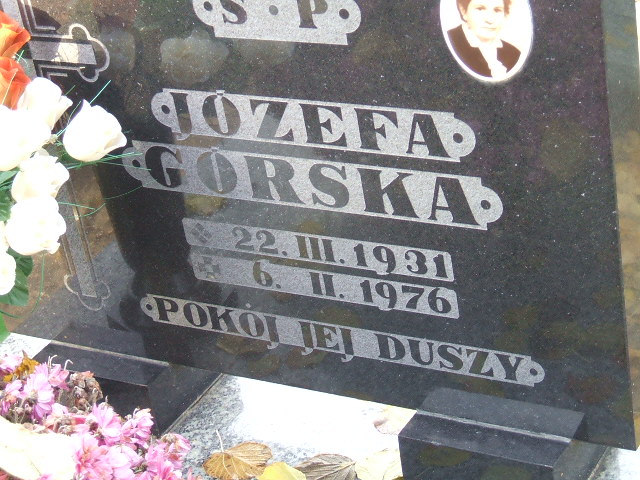 S. P.
JÓZEFA
GÓRSKA
22. III. 1931
6. II. 1976
POKÓJ JEJ DUSZY